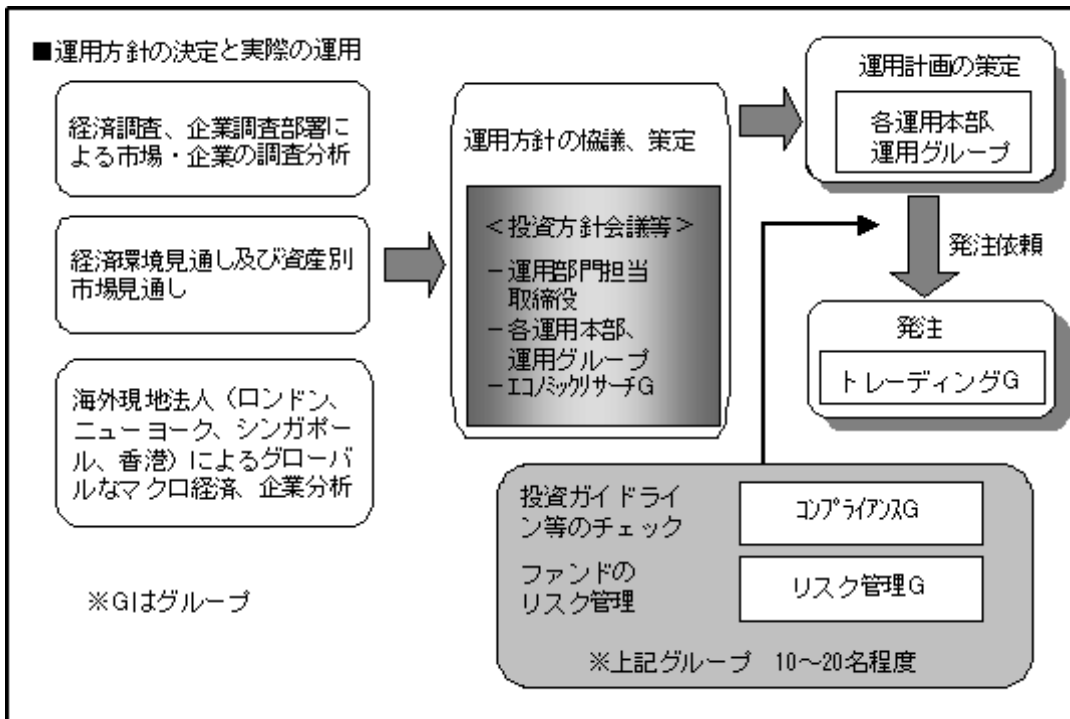 ■運用方針の決定と実際の運用
経済調査、企業調査部署に
よる市場・企業の調査分析
経済環境見通し及び資産別
市場見通し
海外現地法人（ロンドン、
ニューヨーク、シンガポー
ル、香港）によるグローバ
ルなマクロ経済、企業分析
※Gはグループ
運用方針の協議、策定
＜投資方針会議等＞
－運用部門担当
取締役
－各運用本部、
運用グループ
－エコノミックリサーチG
運用計画の策定
各運用本部、
運用グループ
発注依頼
発注
トレーディングG
投資ガイドライ
ン等のチェック
コンプライアンスG
ファンドの
リスク管理
リスク管理G
※上記グループ　10～20名程度